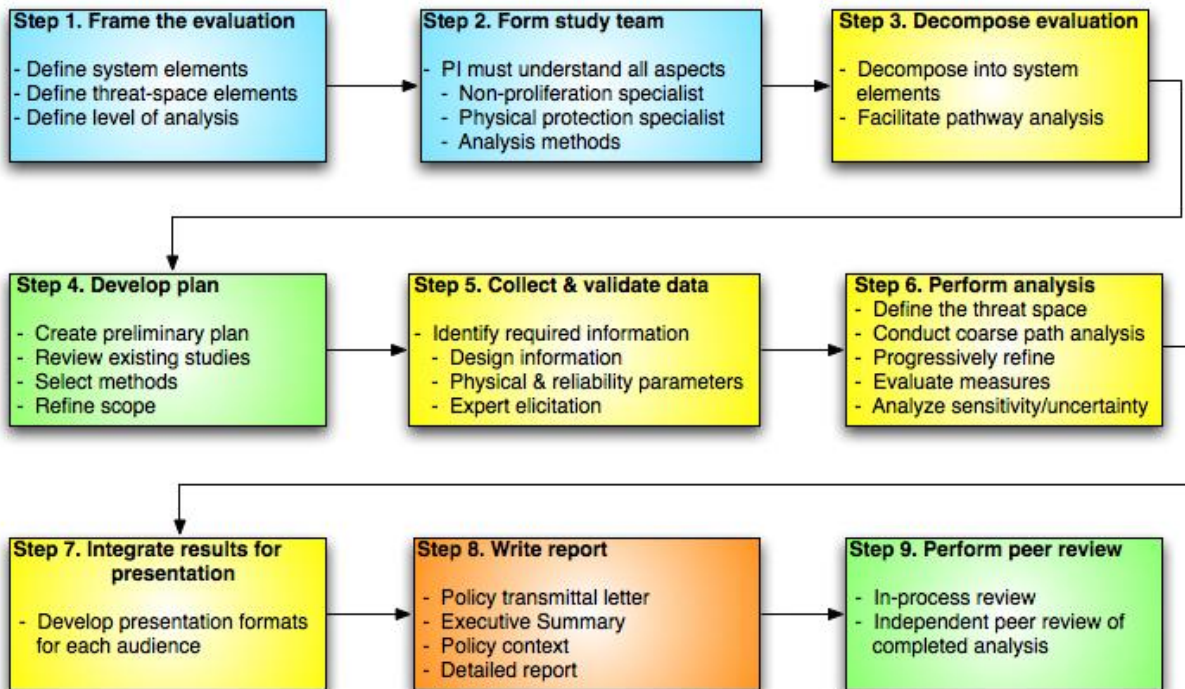 Step 1. Frame the evaluation
- Define system elements
- Define threat-space elements
- Define level of analysis
Step 2. Form study team
- PI must understand all aspects
- Non-proliferation specialist
- Physical protection specialist
- Analysis methods
Step 3. Decompose evaluation
- Decompose into system
elements
- Facilitate pathway analysis
Step 4. Develop plan
- Create preliminary plan
- Review existing studies
- Select methods
- Refine scope
Step 5. Collect & validate data
- Identify required information
- Design information
- Physical & reliability parameters
- Expert elicitation
Step 6. Perform analysis
- Define the threat space
- Conduct coarse path analysis
- Progressively refine
- Evaluate measures
- Analyze sensitivity/uncertainty
Step 7. Integrate results for
presentation
- Develop presentation formats
for each audience
Step 8. Write report
- Policy transmittal letter
- Executive Summary
- Policy context
- Detailed report
Step 9. Perform peer review
- In-process review
- Independent peer review of
completed analysis